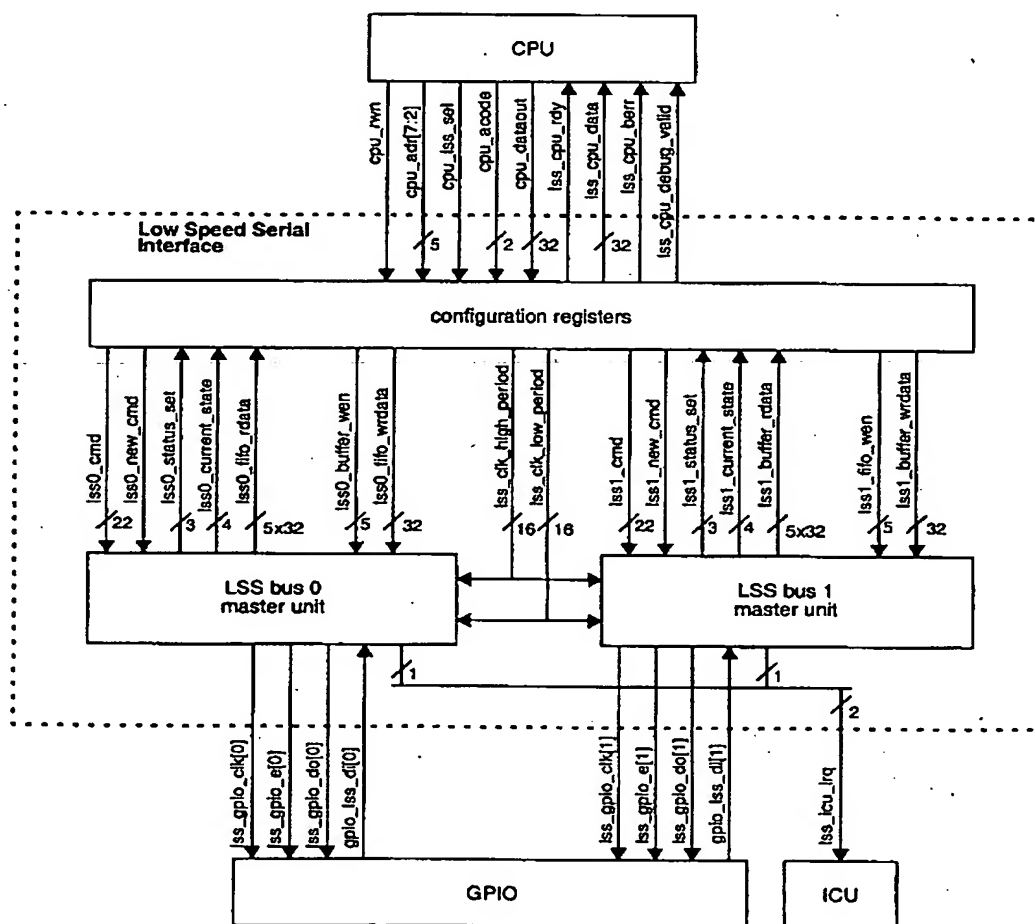 CPU
cpu_rwn
cpu_adr[7:2]
cpu_lss_sel
cpu_acode
cpu_dataout
lss_cpu_rdy
lss_cpu_data
lss_cpu_berr
lss_cpu_debug_valid
Low Speed Serial
Interface
5
2
32
32
configuration registers
lss0_cmd
lss0_new_cmd
lss0_status_set
lss0_current_state
lss0_fifo_rdata
lss0_buffer_wen
lss0_fifo_wrdata
lss_clk_high_period
lss_clk_low_period
lss1_cmd
lss1_new_cmd
lss1_status_set
lss1_current_state
lss1_buffer_rdata
lss1_fifo_wen
lss1_buffer_wrdata
22
3
4
5x32
5
32
16
16
22
3
4
5x32
5
32
LSS bus 0
master unit
LSS bus 1
master unit
1
1
2
lss_gpio_clk[0]
lss_gpio_e[0]
lss_gpio_do[0]
gpio_lss_di[0]
lss_gpio_clk[1]
lss_gpio_e[1]
lss_gpio_do[1]
gpio_lss_di[1]
lss_icu_irq
GPIO
ICU